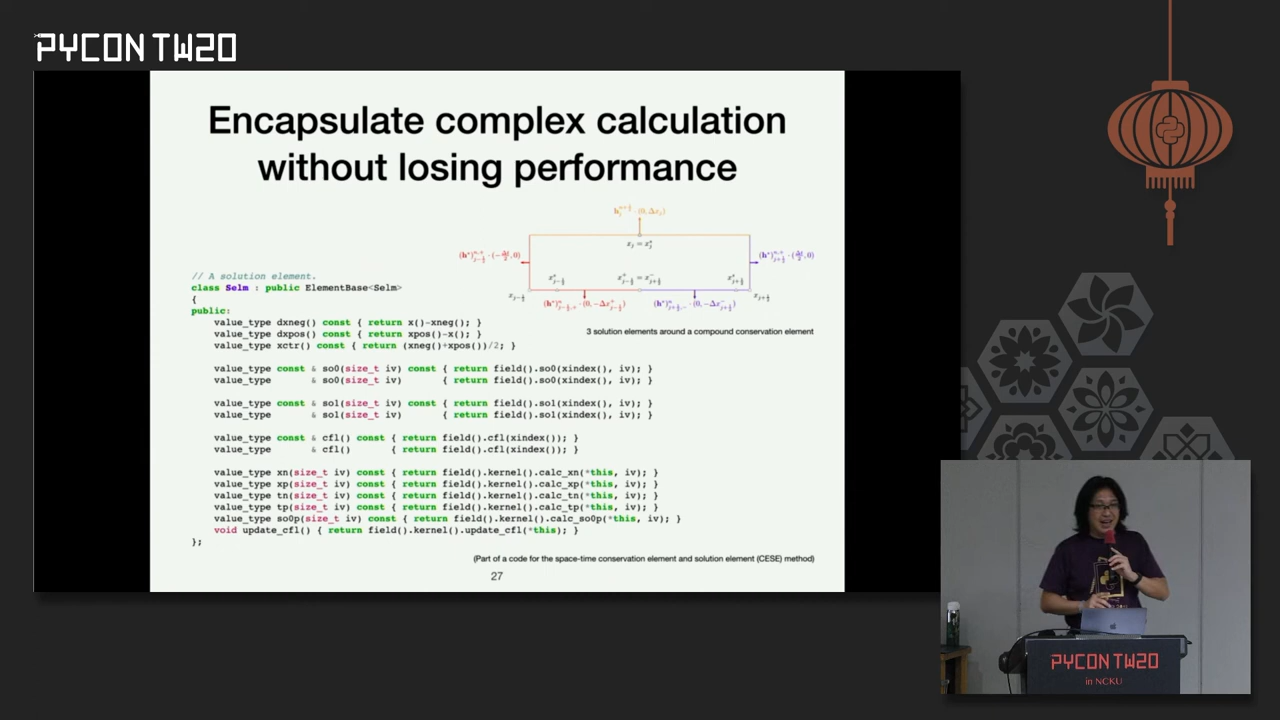 PYCON TW20
Encapsulate complex calculation
without losing performance
// A solution element.
class Selm : public ElementBase<Selm>
{
public:
value_type dxneg() const { return x()-xneg(); }
value_type dxpos() const { return xpos()-x(); }
value_type xctr() const { return (xneg()+xpos())/2; }
value_type const & so0(size_t iv) const { return field().so0(xindex(), iv); }
value_type & so0(size_t iv) { return field().so0(xindex(), iv); }
value_type const & so1(size_t iv) const { return field().so1(xindex(), iv); }
value_type & so1(size_t iv) { return field().so1(xindex(), iv); }
value_type const & cfl() const { return field().cfl(xindex()); }
value_type & cfl() { return field().cfl(xindex()); }
value_type xn(size_t iv) const { return field().kernel().calc_xn(*this, iv); }
value_type xp(size_t iv) const { return field().kernel().calc_xp(*this, iv); }
value_type tn(size_t iv) const { return field().kernel().calc_tn(*this, iv); }
value_type tp(size_t iv) const { return field().kernel().calc_tp(*this, iv); }
value_type so0p(size_t iv) const { return field().kernel().calc_so0p(*this, iv); }
void update_cfl() { return field().kernel().update_cfl(*this); }
};
3 solution elements around a compound conservation element
(Part of a code for the space-time conservation element and solution element (CESE) method)
27
PYCON TW20
in NCKU